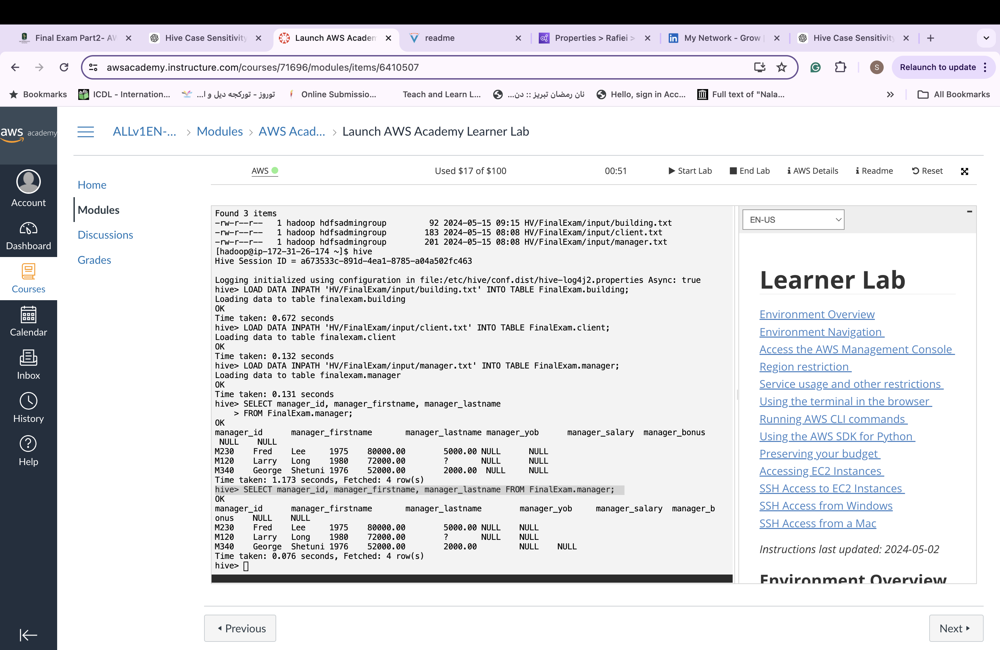 Final Exam Part2- AW
Hive Case Sensitivity
Launch AWS Academ
readme
Properties > Rafiei >
My Network - Grow
Hive Case Sensitivity
awsacademy.instructure.com/courses/71696/modules/items/6410507
S
Relaunch to update
Bookmarks
ICDL - Internation...
توروز - تورکجه دیل و ا...
Online Submissio...
Teach and Learn L...
نان رمضان تبریز :: دن...
Hello, sign in Acc...
Full text of "Nala...
All Bookmarks
aws academy
ALLv1EN-... > Modules > AWS Acad... > Launch AWS Academy Learner Lab
Account
Dashboard
Courses
Calendar
Inbox
History
Help
Home
Modules
Discussions
Grades
AWS
Used $17 of $100
00:51
Start Lab
End Lab
AWS Details
Readme
Reset
Found 3 items
-rw-r--r--   1 hadoop hdfsadmingroup         92 2024-05-15 09:15 HV/FinalExam/input/building.txt
-rw-r--r--   1 hadoop hdfsadmingroup        183 2024-05-15 08:08 HV/FinalExam/input/client.txt
-rw-r--r--   1 hadoop hdfsadmingroup        201 2024-05-15 08:08 HV/FinalExam/input/manager.txt
[hadoop@ip-172-31-26-174 ~]$ hive
Hive Session ID = a673533c-891d-4ea1-8785-a04a502fc463
Logging initialized using configuration in file:/etc/hive/conf.dist/hive-log4j2.properties Async: true
hive> LOAD DATA INPATH 'HV/FinalExam/input/building.txt' INTO TABLE FinalExam.building;
Loading data to table finalexam.building
OK
Time taken: 0.672 seconds
hive> LOAD DATA INPATH 'HV/FinalExam/input/client.txt' INTO TABLE FinalExam.client;
Loading data to table finalexam.client
OK
Time taken: 0.132 seconds
hive> LOAD DATA INPATH 'HV/FinalExam/input/manager.txt' INTO TABLE FinalExam.manager;
Loading data to table finalexam.manager
OK
Time taken: 0.131 seconds
hive> SELECT manager_id, manager_firstname, manager_lastname
    > FROM FinalExam.manager;
OK
manager_id      manager_firstname       manager_lastname manager_yob      manager_salary  manager_bonus
 NULL    NULL
M230    Fred    Lee     1975    80000.00        5000.00 NULL      NULL
M120    Larry   Long    1980    72000.00        ?       NULL      NULL
M340    George  Shetuni 1976    52000.00        2000.00  NULL     NULL
Time taken: 1.173 seconds, Fetched: 4 row(s)
hive> SELECT manager_id, manager_firstname, manager_lastname FROM FinalExam.manager;
OK
manager_id      manager_firstname       manager_lastname        manager_yob     manager_salary  manager_b
onus    NULL    NULL
M230    Fred    Lee     1975    80000.00        5000.00 NULL    NULL
M120    Larry   Long    1980    72000.00        ?       NULL    NULL
M340    George  Shetuni 1976    52000.00        2000.00         NULL    NULL
Time taken: 0.076 seconds, Fetched: 4 row(s)
hive>
EN-US
Learner Lab
Environment Overview
Environment Navigation
Access the AWS Management Console
Region restriction
Service usage and other restrictions
Using the terminal in the browser
Running AWS CLI commands
Using the AWS SDK for Python
Preserving your budget
Accessing EC2 Instances
SSH Access to EC2 Instances
SSH Access from Windows
SSH Access from a Mac
Instructions last updated: 2024-05-02
Environment Overview
Previous
Next